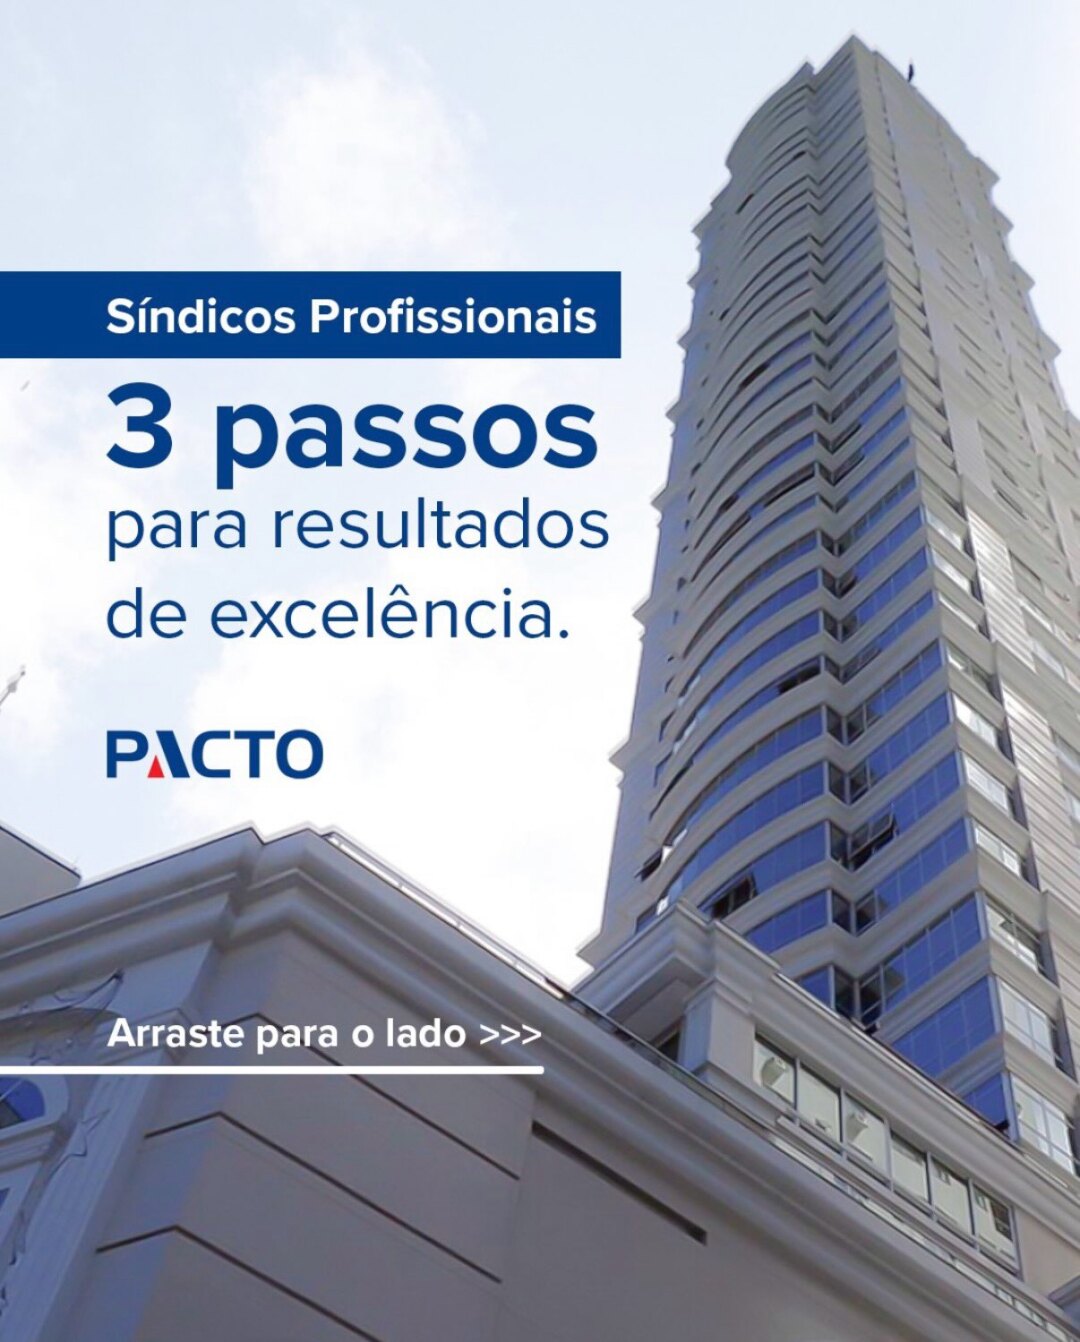 Síndicos Profissionais
3 passos
para resultados
de excelência.
PACTO
Arraste para o lado >>>